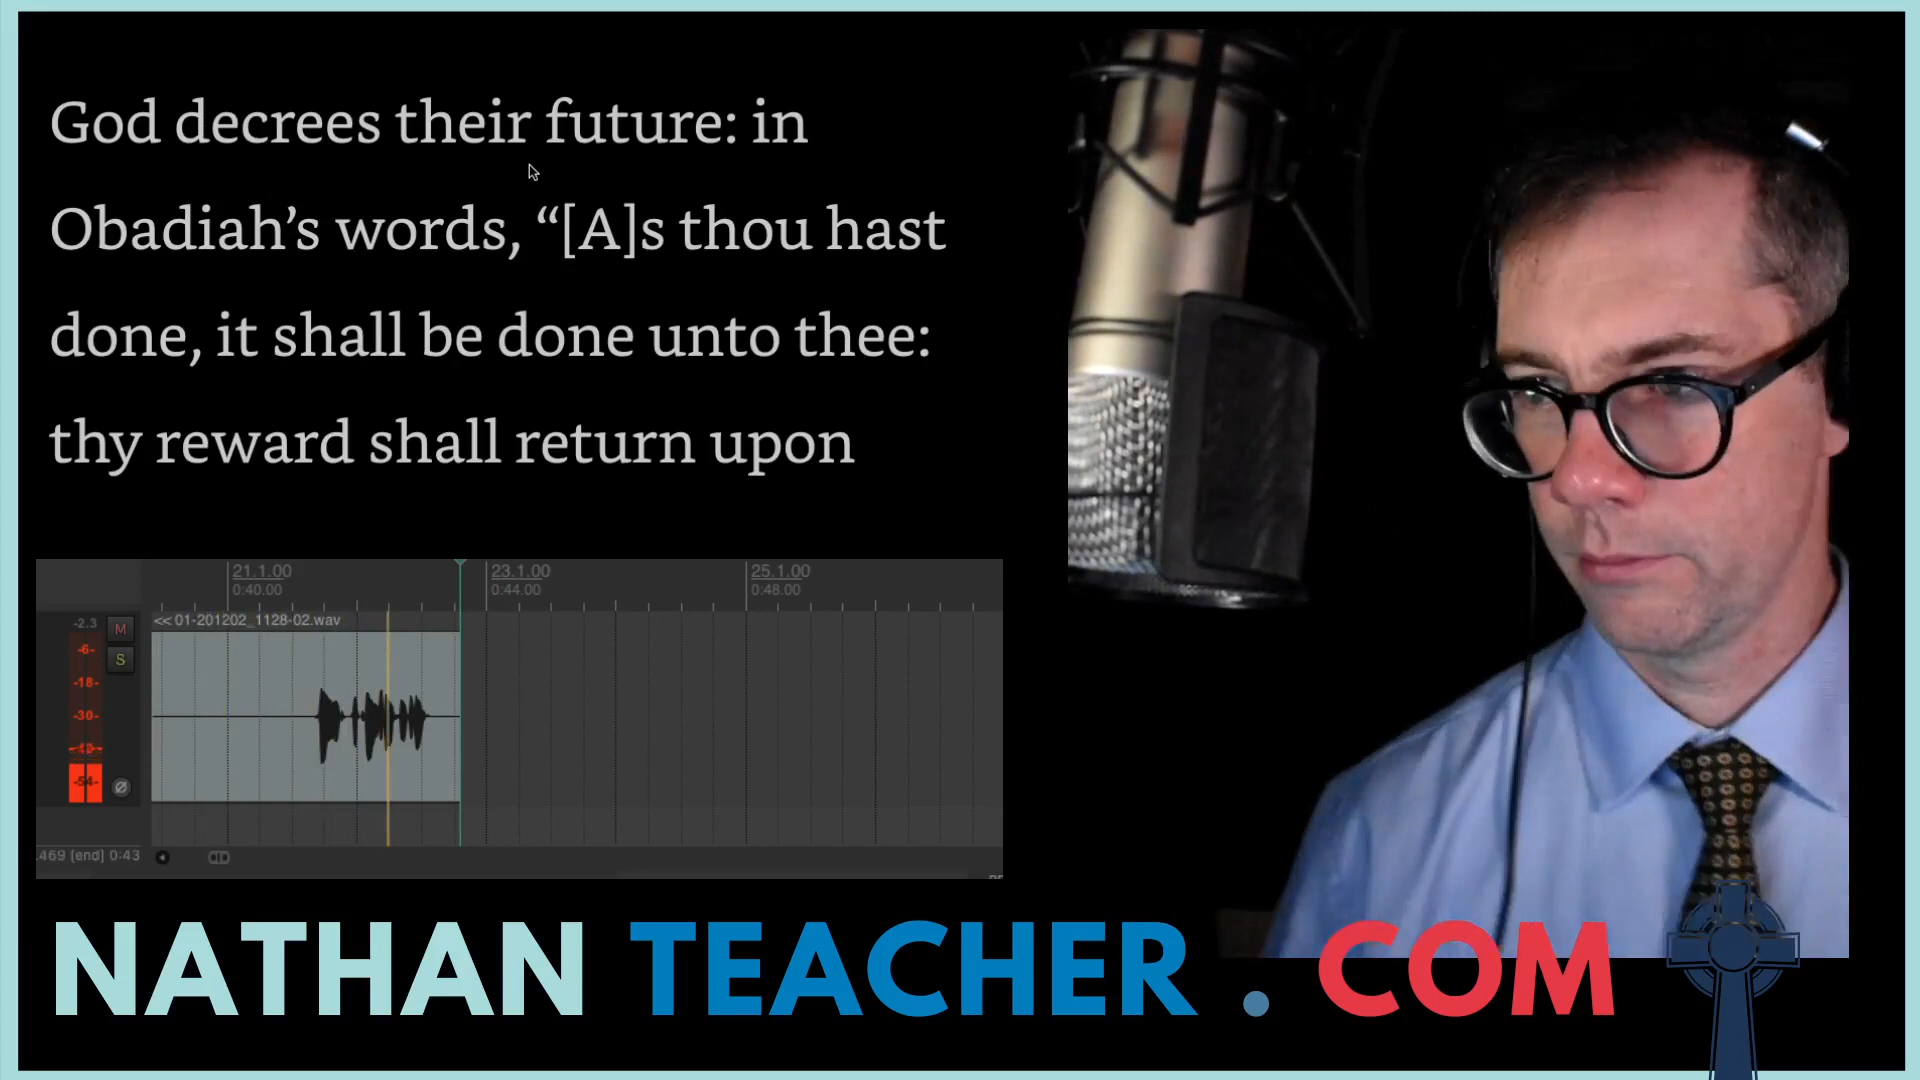 God decrees their future: in
Obadiah’s words, “[A]s thou hast
done, it shall be done unto thee:
thy reward shall return upon
21.1.00
0:40.00
23.1.00
0:44.00
25.1.00
0:48.00
<< 01-201202_1128-02.wav
-2.3
M
-6-
S
-18-
-30-
-42-
-54-
Ø
.469 [end] 0:43
NATHAN TEACHER . COM